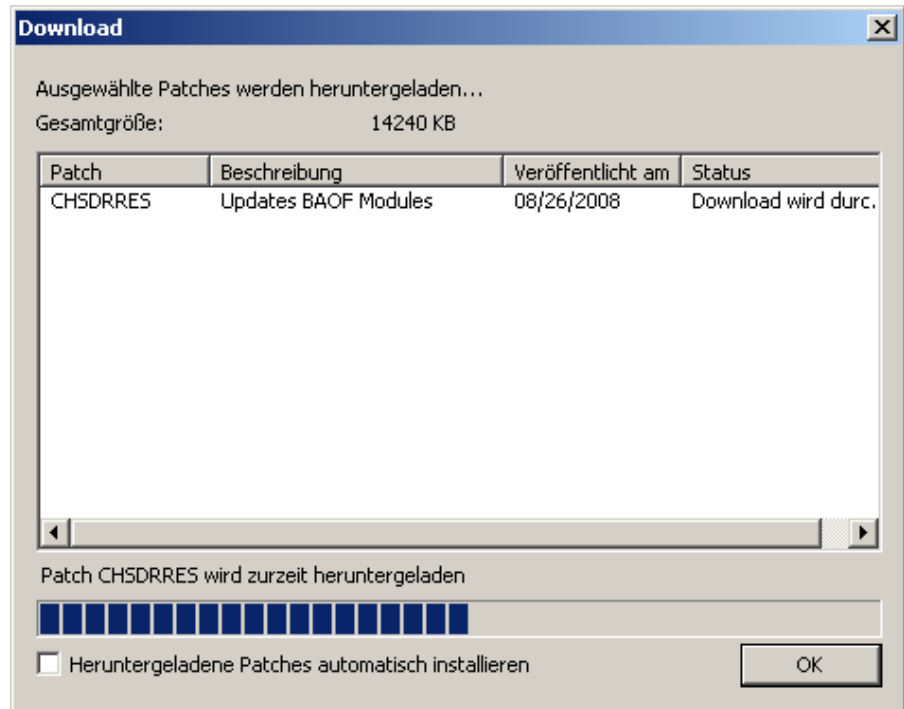 Download
Ausgewählte Patches werden heruntergeladen...
Gesamtgröße: 14240 KB
Patch Beschreibung Veröffentlicht am Status
CHSDRRES Updates BAOF Modules 08/26/2008 Download wird durc.
Patch CHSDRRES wird zurzeit heruntergeladen
Heruntergeladene Patches automatisch installieren OK